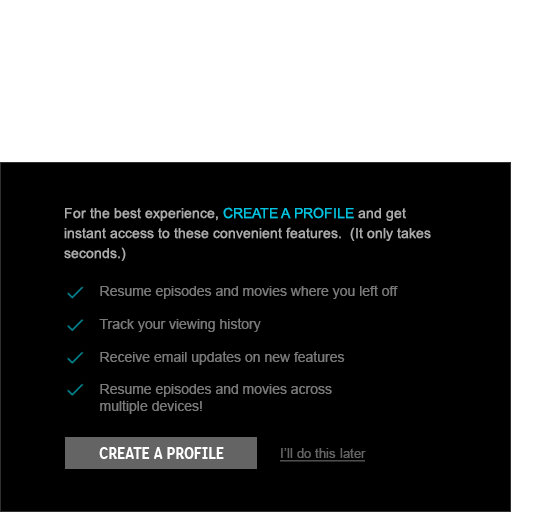 For the best experience, CREATE A PROFILE and get
instant access to these convenient features.  (It only takes
seconds.)
Resume episodes and movies where you left off
Track your viewing history
Receive email updates on new features
Resume episodes and movies across
multiple devices!
CREATE A PROFILE
I'll do this later